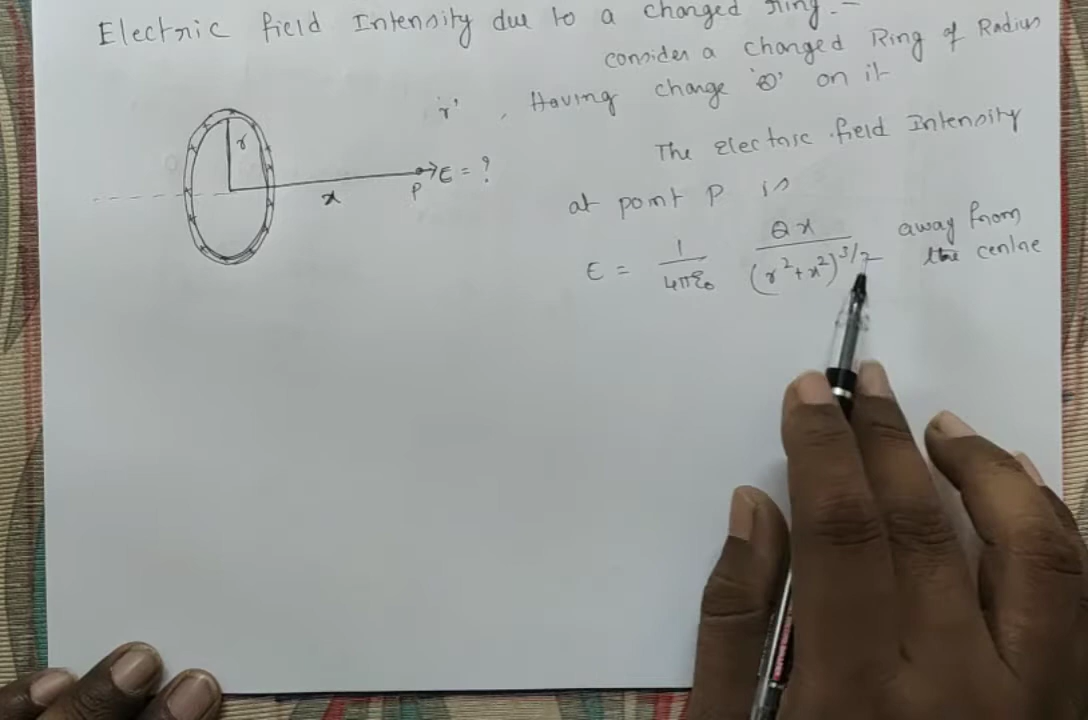 Electric field Intensity due to a charged Ring :-
consider a charged Ring of Radius
'r' , Having charge 'Q' on it
The Electric field Intensity
at point P is
E = 1/4πε₀ Qx/(r²+x²)^3/2 away from
the centre
r
x
P
E = ?